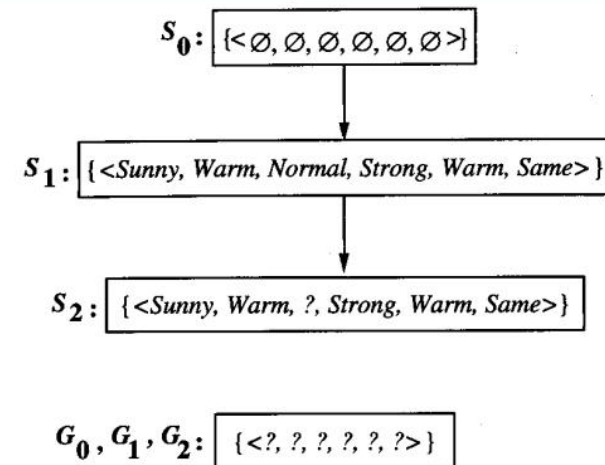 S0: {<∅, ∅, ∅, ∅, ∅, ∅>}
S1: {<Sunny, Warm, Normal, Strong, Warm, Same>}
S2: {<Sunny, Warm, ?, Strong, Warm, Same>}
G0, G1, G2: {<?, ?, ?, ?, ?, ?>}